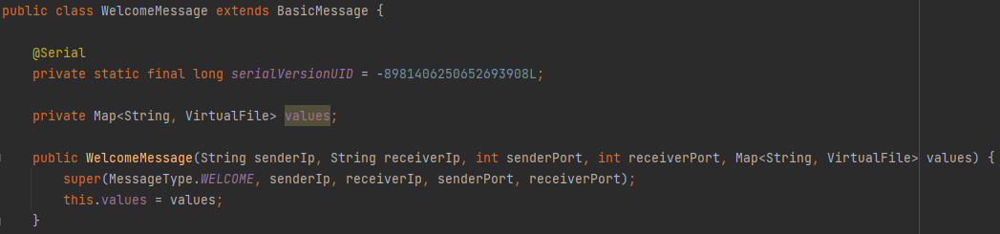 public class WelcomeMessage extends BasicMessage {
@Serial
private static final long serialVersionUID = -8981406250652693908L;
private Map<String, VirtualFile> values;
public WelcomeMessage(String senderIp, String receiverIp, int senderPort, int receiverPort, Map<String, VirtualFile> values) {
super(MessageType.WELCOME, senderIp, receiverIp, senderPort, receiverPort);
this.values = values;
}